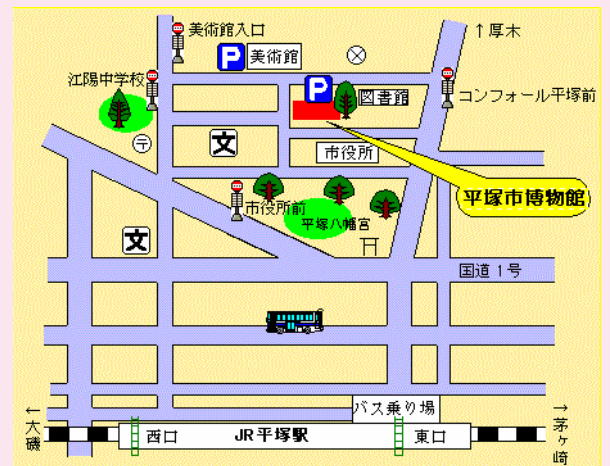 美術館入口
↑厚木
P
美術館
江陽中学校
P
図書館
コンフォール平塚前
文
市役所
平塚市博物館
市役所前
平塚八幡宮
文
国道1号
バス乗り場
←大磯
西口
JR平塚駅
東口
→茅ヶ崎